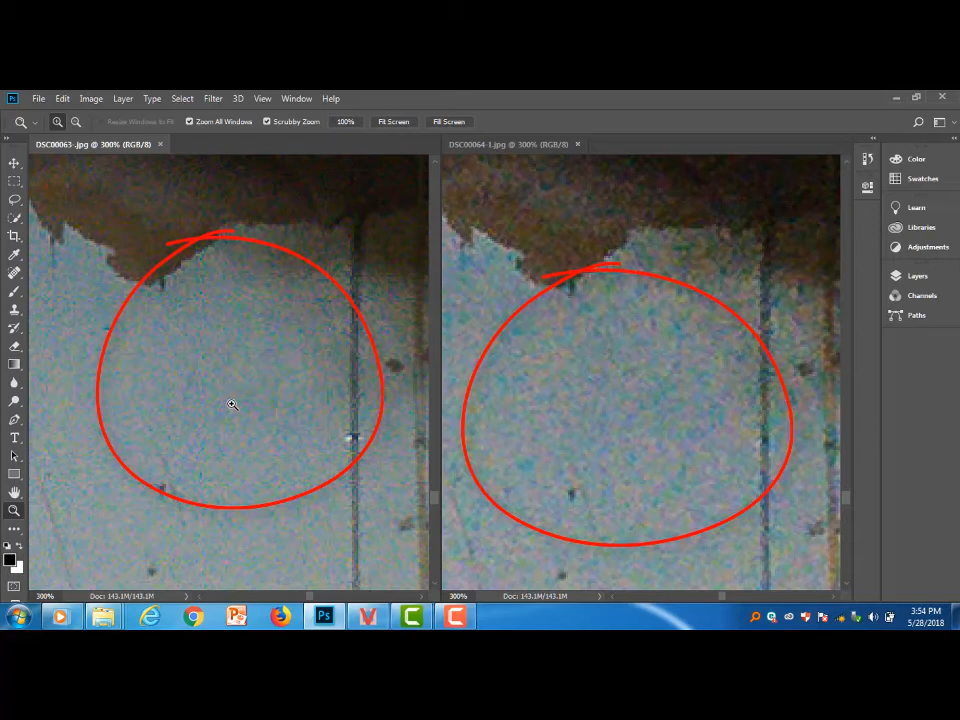 Ps File Edit Image Layer Type Select Filter 3D View Window Help
Resize Windows to Fit Zoom All Windows Scrubby Zoom 100% Fit Screen Fill Screen
DSC00063 .jpg @ 300% (RGB/8) × DSC00064-1.jpg @ 300% (RGB/8) ×
Color
Swatches
Learn
Libraries
Adjustments
Layers
Channels
Paths
300% Doc: 143.1M/143.1M 300% Doc: 143.1M/143.1M
Ps
3:54 PM
5/28/2018